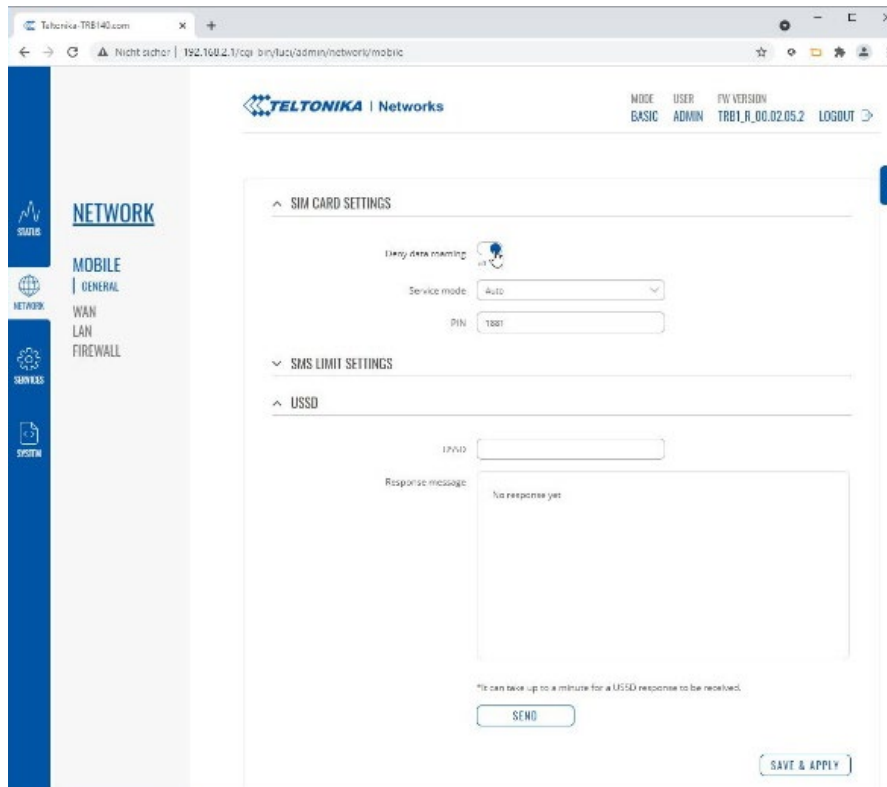 Teltonika-TRB140.com
Nicht sicher | 192.168.2.1/cgi-bin/luci/admin/network/mobile
TELTONIKA | Networks
MODE USER FW VERSION
BASIC ADMIN TRB1_R_00.02.05.2 LOGOUT
STATUS
NETWORK
SERVICES
SYSTEM
NETWORK
MOBILE
GENERAL
WAN
LAN
FIREWALL
SIM CARD SETTINGS
Deny data roaming
Service mode Auto
PIN 1881
SMS LIMIT SETTINGS
USSD
USSD
Response message No response yet
*It can take up to a minute for a USSD response to be received.
SEND
SAVE & APPLY